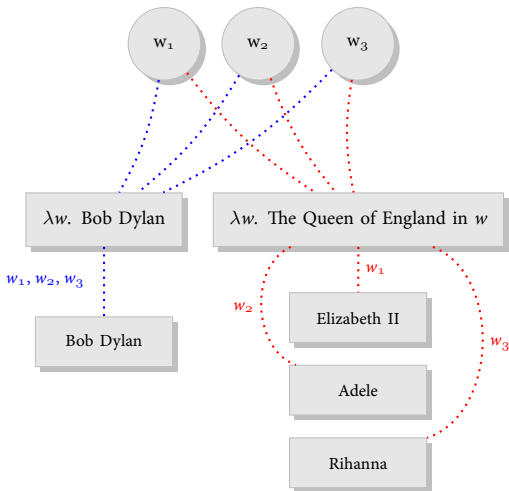 w₁ w₂ w₃
λw. Bob Dylan
λw. The Queen of England in w
w₁, w₂, w₃
w₁
w₂
Elizabeth II
Bob Dylan
w₃
Adele
Rihanna